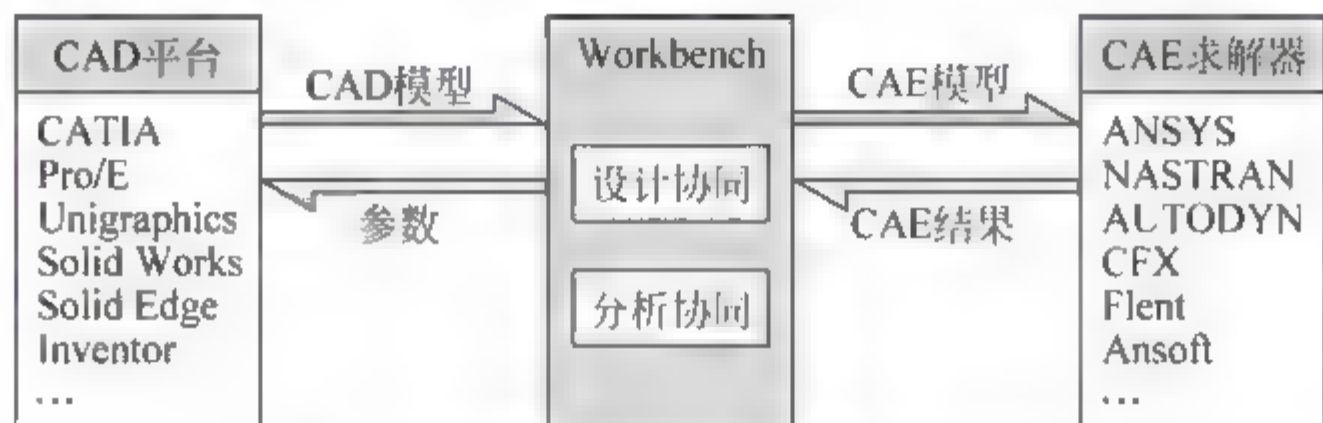 CAD平台
CATIA
Pro/E
Unigraphics
Solid Works
Solid Edge
Inventor
...
CAD模型
参数
Workbench
设计协同
分析协同
CAE模型
CAE结果
CAE求解器
ANSYS
NASTRAN
AUTODYN
CFX
Flent
Ansoft
...